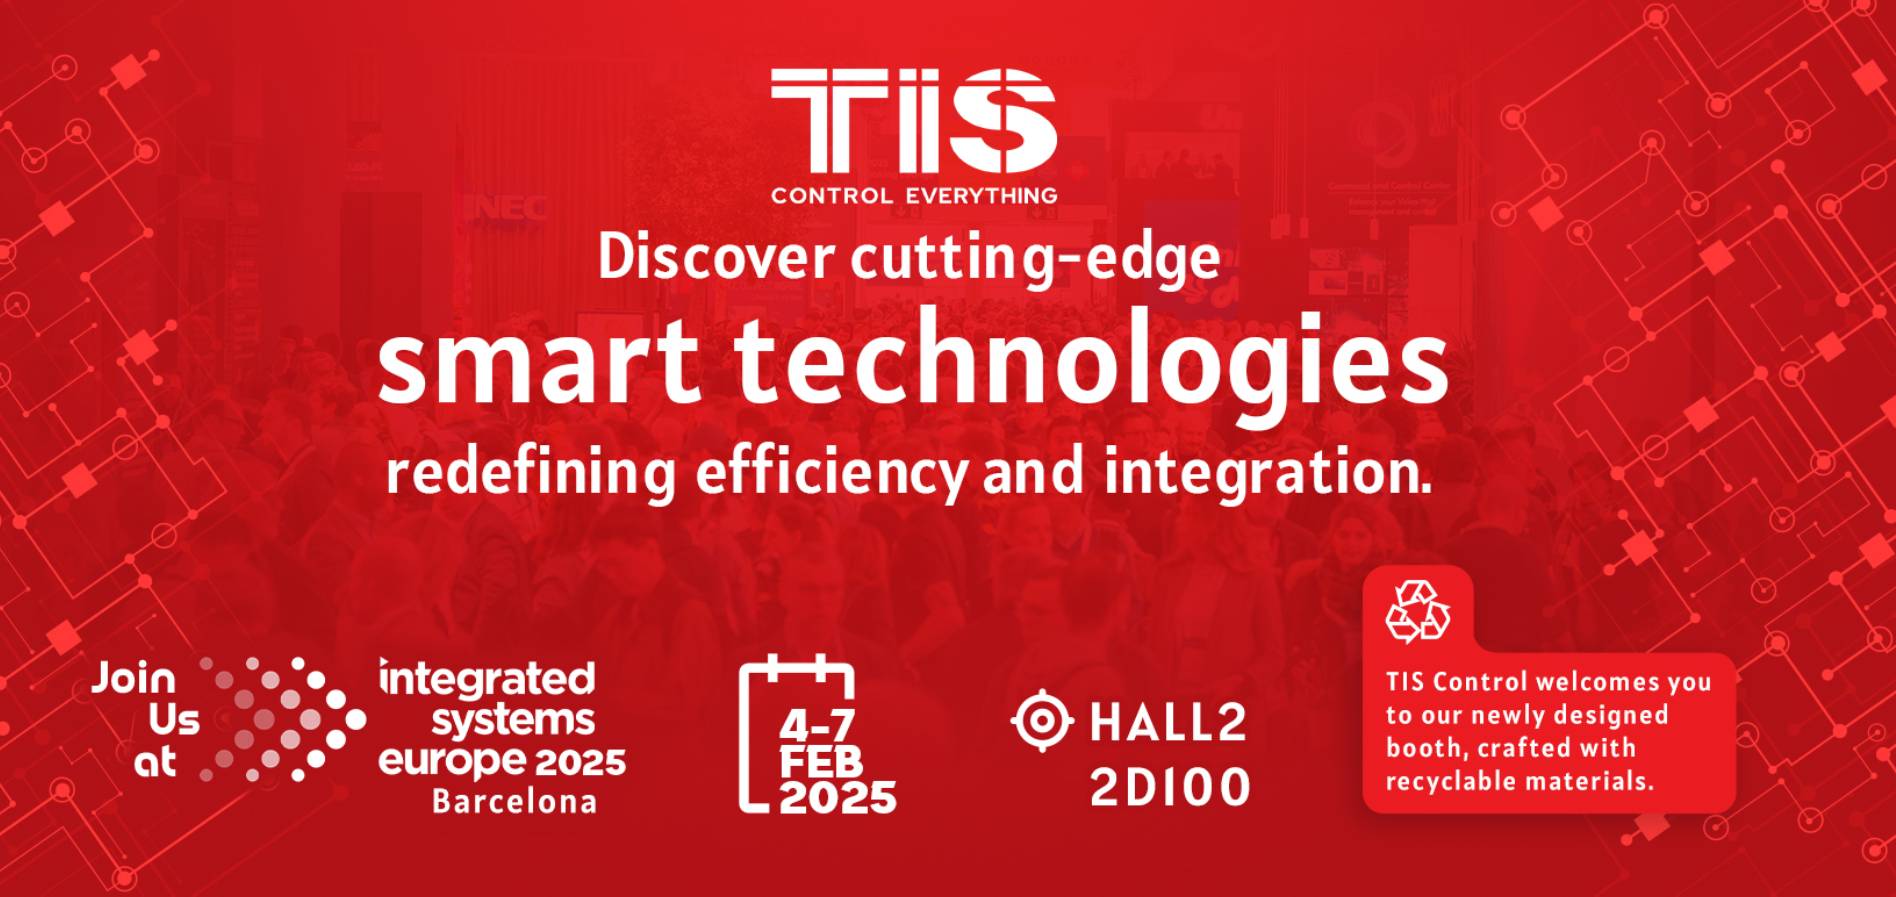 TIS
CONTROL EVERYTHING
NEC
Discover cutting-edge
smart technologies
redefining efficiency and integration.
Join
Us
at
integrated
systems
europe 2025
Barcelona
4-7
FEB
2025
HALL2
2D100
TIS Control welcomes you
to our newly designed
booth, crafted with
recyclable materials.